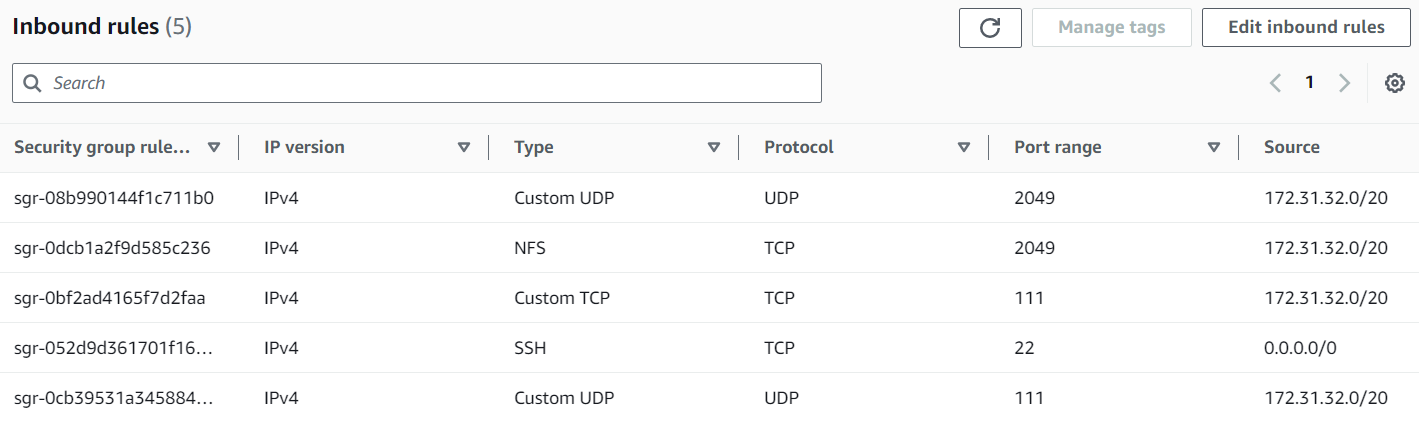 Inbound rules (5)
Manage tags
Edit inbound rules
Search
1
Security group rule... IP version Type Protocol Port range Source
sgr-08b990144f1c711b0 IPv4 Custom UDP UDP 2049 172.31.32.0/20
sgr-0dcb1a2f9d585c236 IPv4 NFS TCP 2049 172.31.32.0/20
sgr-0bf2ad4165f7d2faa IPv4 Custom TCP TCP 111 172.31.32.0/20
sgr-052d9d361701f16... IPv4 SSH TCP 22 0.0.0.0/0
sgr-0cb39531a345884... IPv4 Custom UDP UDP 111 172.31.32.0/20